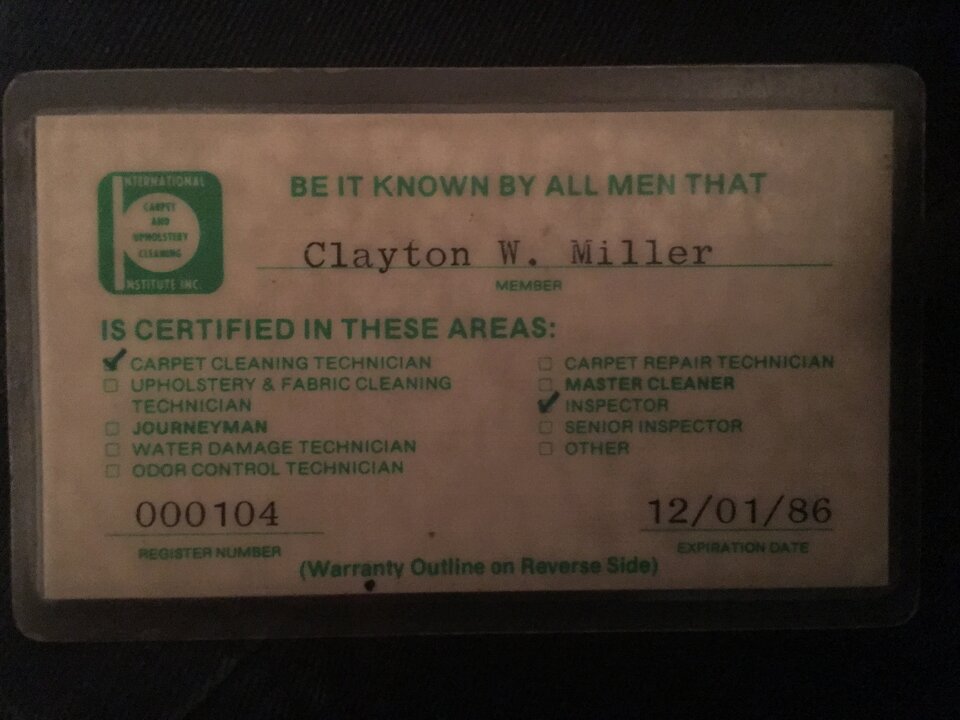 INTERNATIONAL
CARPET
AND
UPHOLSTERY
CLEANING
INSTITUTE INC.
BE IT KNOWN BY ALL MEN THAT
Clayton W. Miller
MEMBER
IS CERTIFIED IN THESE AREAS:
CARPET CLEANING TECHNICIAN
UPHOLSTERY & FABRIC CLEANING
TECHNICIAN
JOURNEYMAN
WATER DAMAGE TECHNICIAN
ODOR CONTROL TECHNICIAN
CARPET REPAIR TECHNICIAN
MASTER CLEANER
INSPECTOR
SENIOR INSPECTOR
OTHER
000104
REGISTER NUMBER
12/01/86
EXPIRATION DATE
(Warranty Outline on Reverse Side)